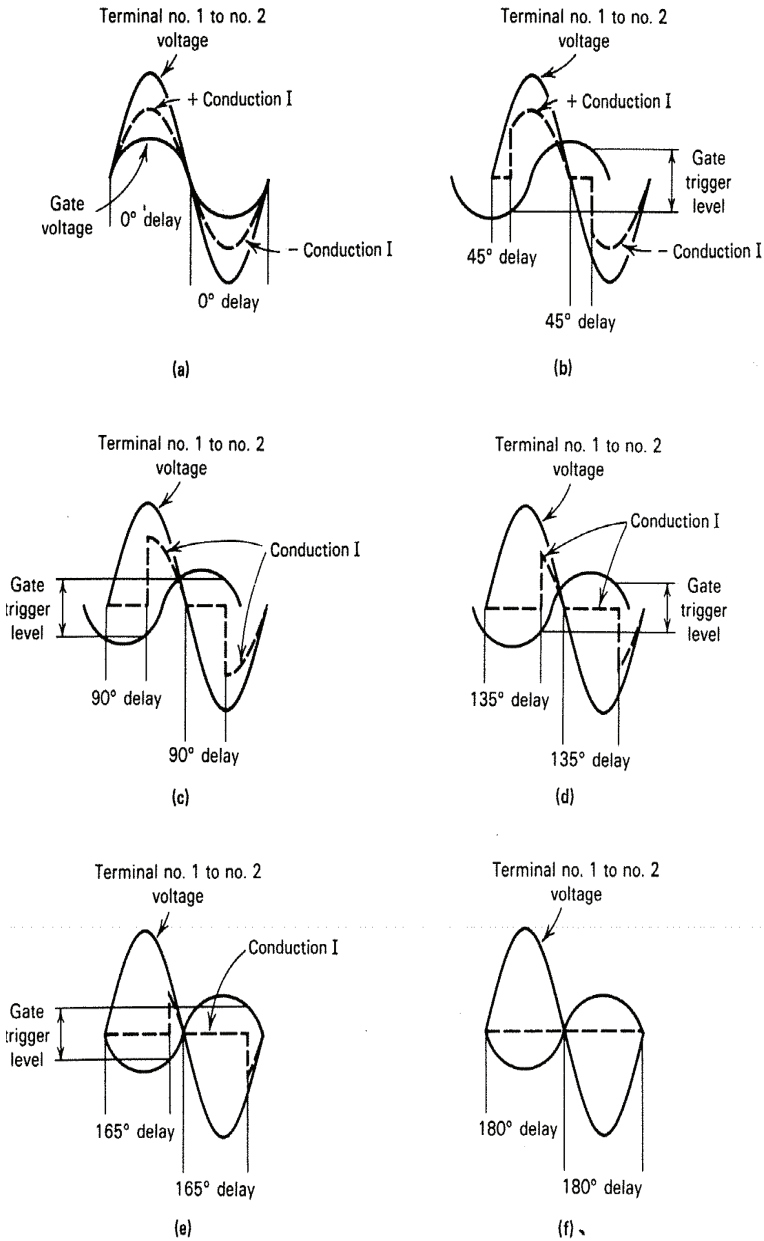 Terminal no. 1 to no. 2
voltage
+ Conduction I
Gate
voltage
0° delay
− Conduction I
0° delay
(a)
Terminal no. 1 to no. 2
voltage
+ Conduction I
Gate
trigger
level
45° delay
− Conduction I
45° delay
(b)
Terminal no. 1 to no. 2
voltage
Conduction I
Gate
trigger
level
90° delay
90° delay
(c)
Terminal no. 1 to no. 2
voltage
Conduction I
Gate
trigger
level
135° delay
135° delay
(d)
Terminal no. 1 to no. 2
voltage
Conduction I
Gate
trigger
level
165° delay
165° delay
(e)
Terminal no. 1 to no. 2
voltage
180° delay
180° delay
(f)